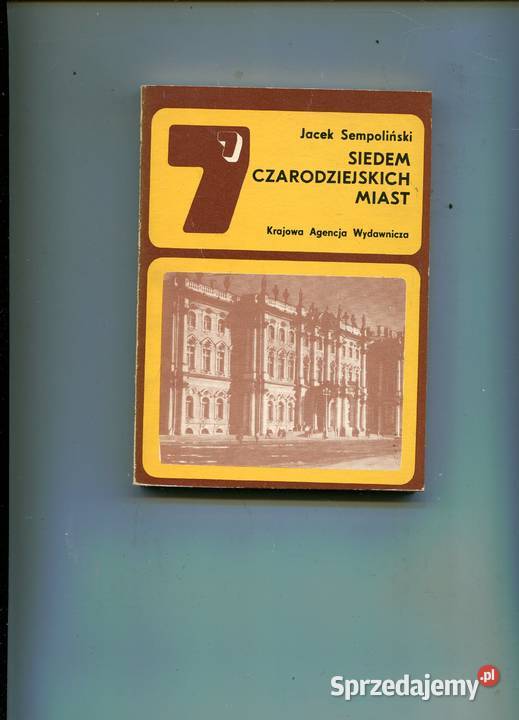 7
Jacek Sempoliński
SIEDEM
CZARODZIEJSKICH
MIAST
Krajowa Agencja Wydawnicza
Sprzedajemy.pl